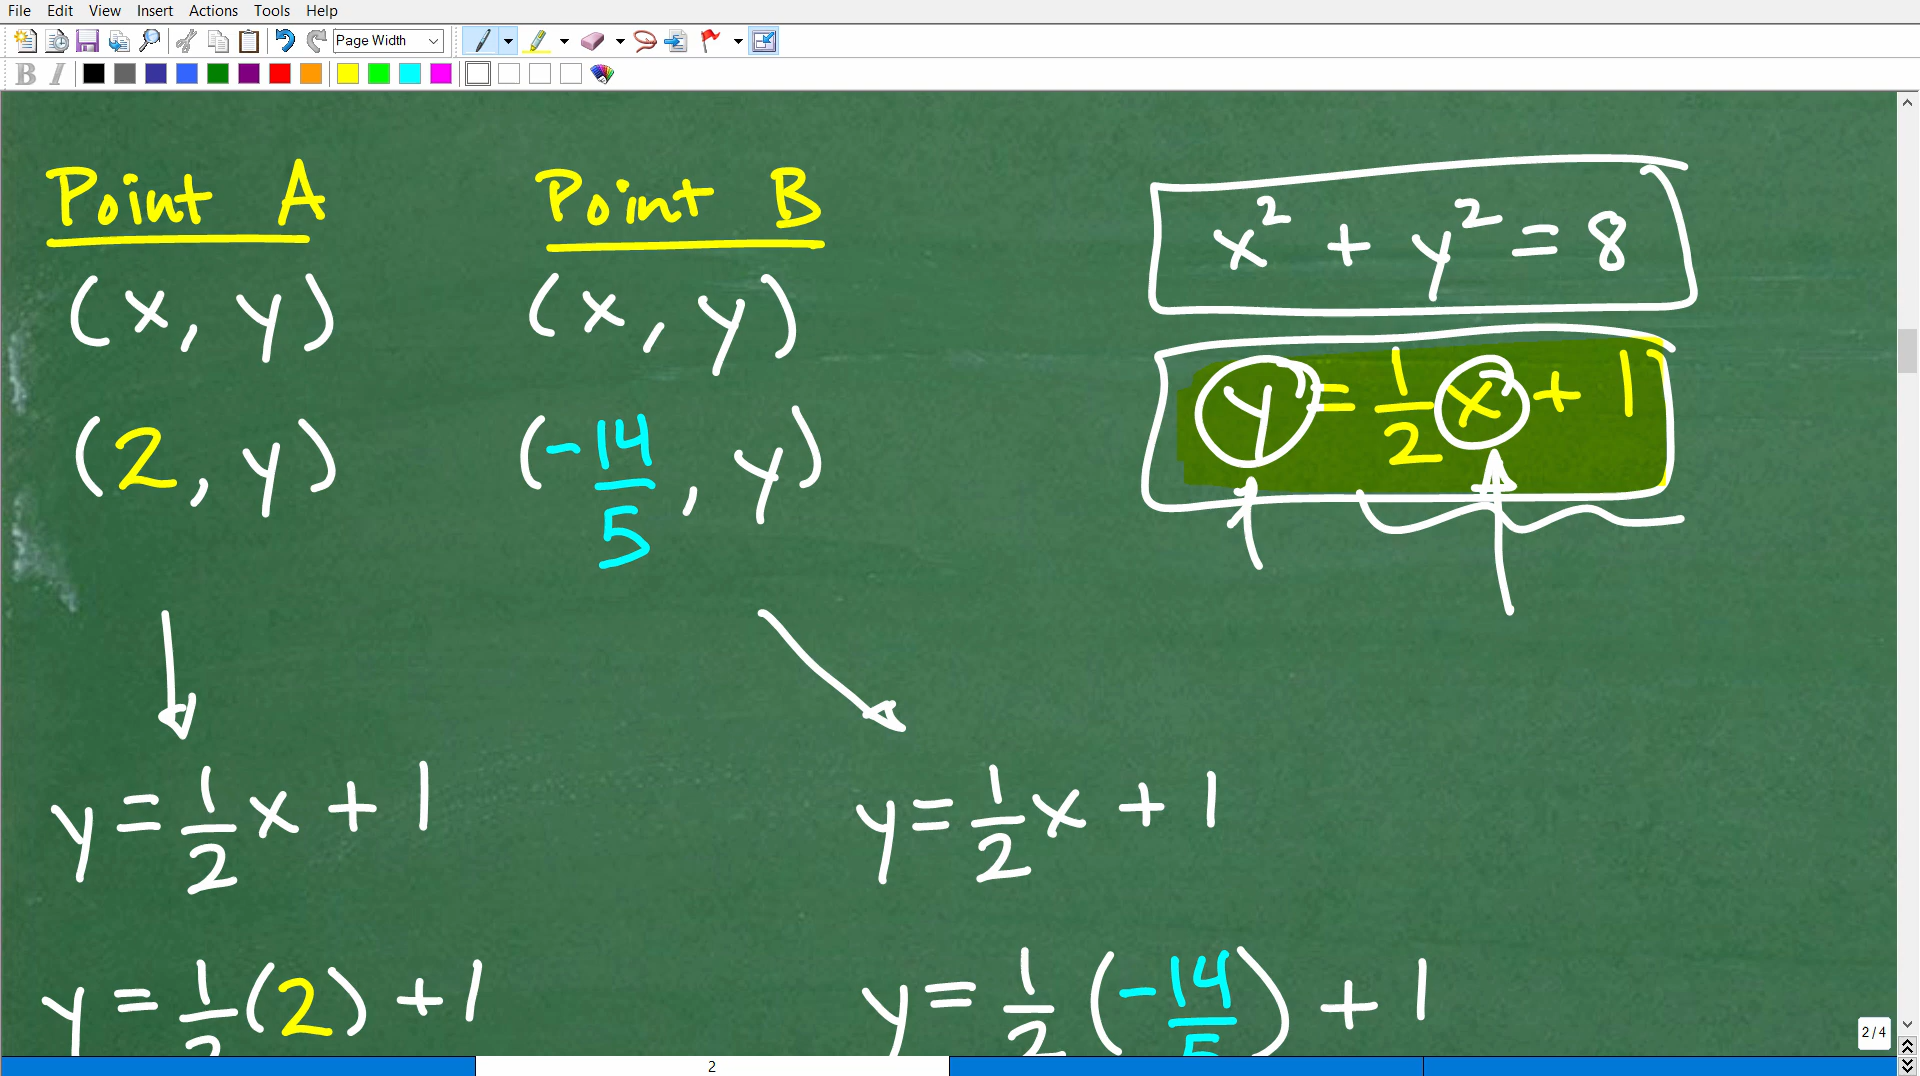 File Edit View Insert Actions Tools Help
Page Width
B I
Point A
(x, y)
(2, y)
y = 1/2 x + 1
y = 1/2 (2) + 1
Point B
(x, y)
(-14/5, y)
y = 1/2 x + 1
y = 1/2 (-14/5) + 1
x² + y² = 8
y = 1/2 x + 1
2 / 4
2